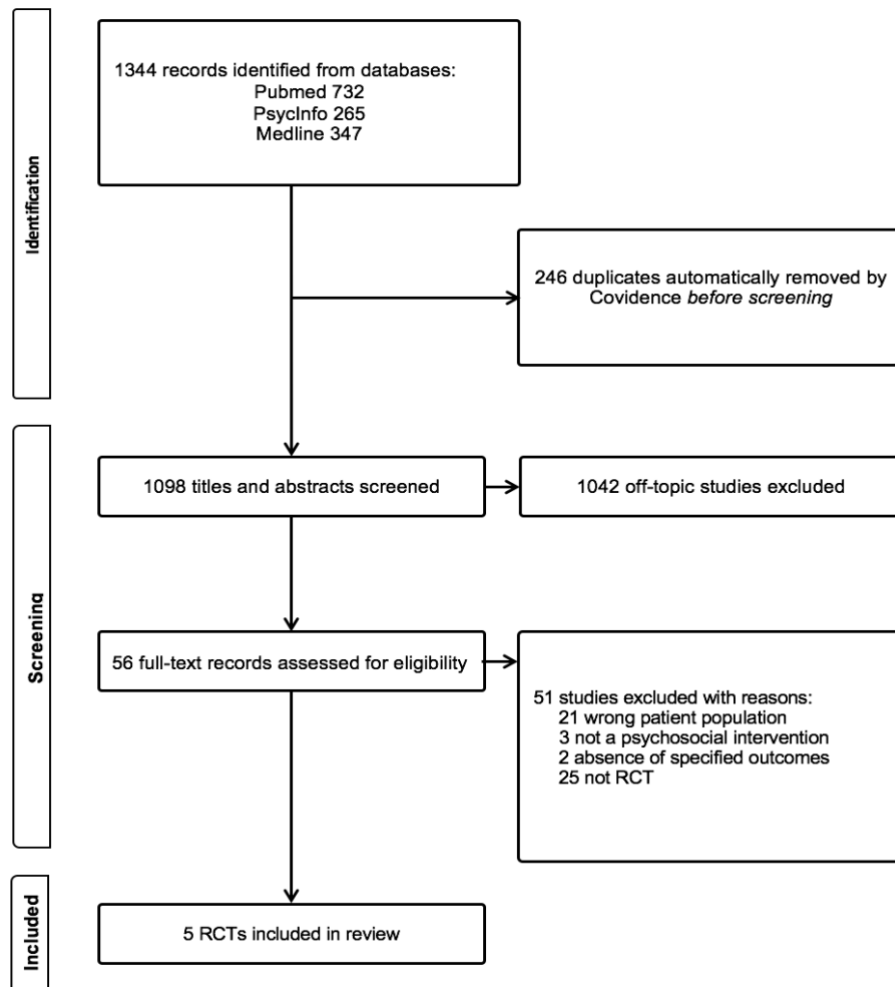 Identification
1344 records identified from databases:
Pubmed 732
PsycInfo 265
Medline 347
246 duplicates automatically removed by
Covidence before screening
Screening
1098 titles and abstracts screened
1042 off-topic studies excluded
56 full-text records assessed for eligibility
51 studies excluded with reasons:
21 wrong patient population
3 not a psychosocial intervention
2 absence of specified outcomes
25 not RCT
Included
5 RCTs included in review